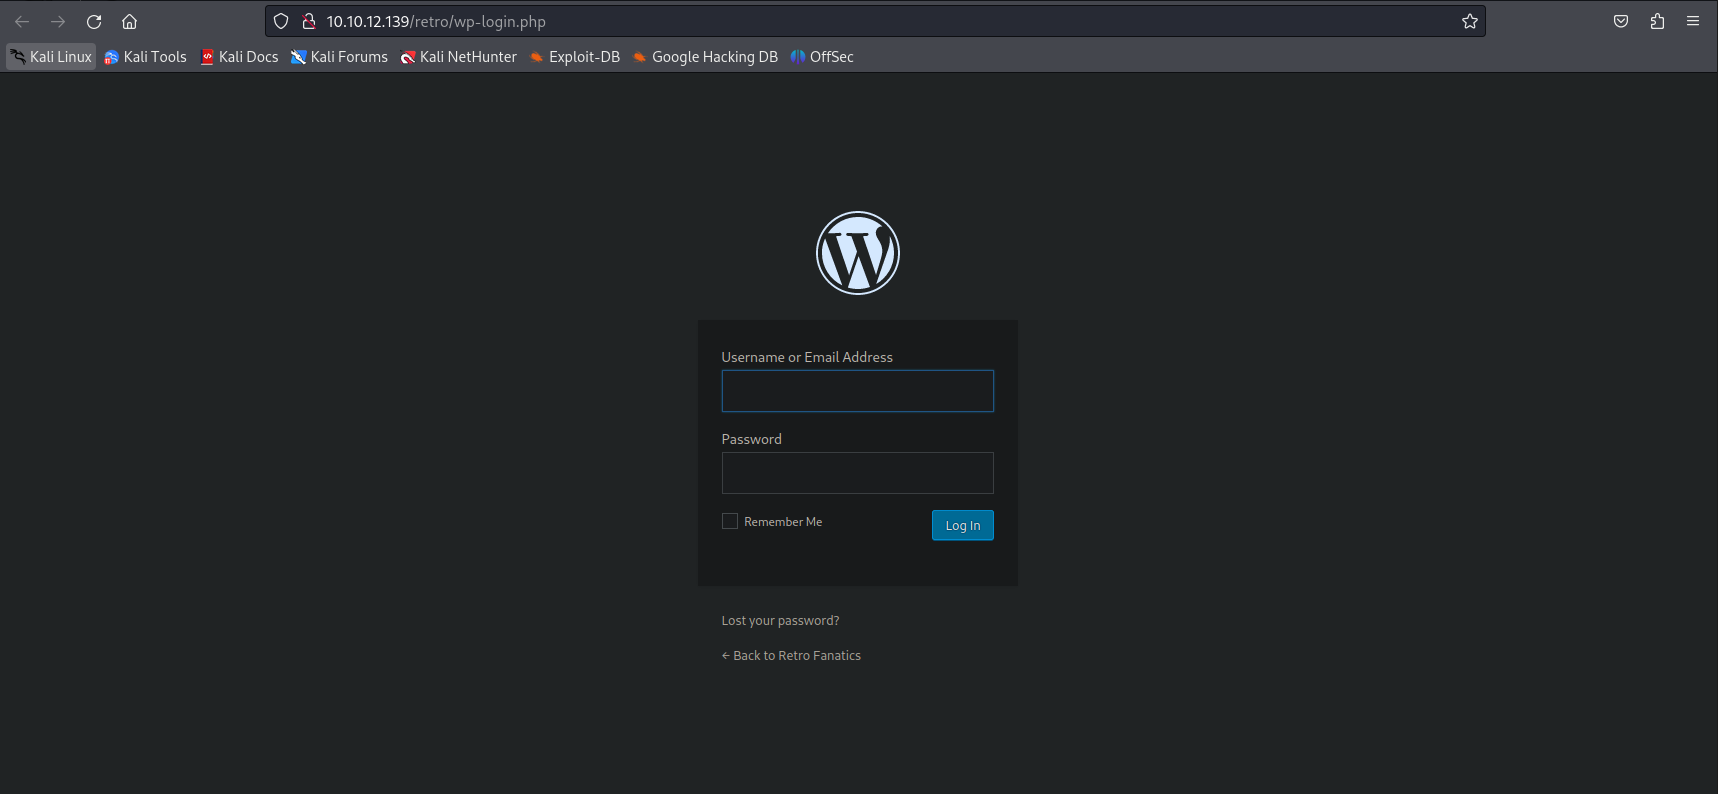 10.10.12.139/retro/wp-login.php
Kali Linux Kali Tools Kali Docs Kali Forums Kali NetHunter Exploit-DB Google Hacking DB OffSec
Username or Email Address
Password
Remember Me Log In
Lost your password?
← Back to Retro Fanatics